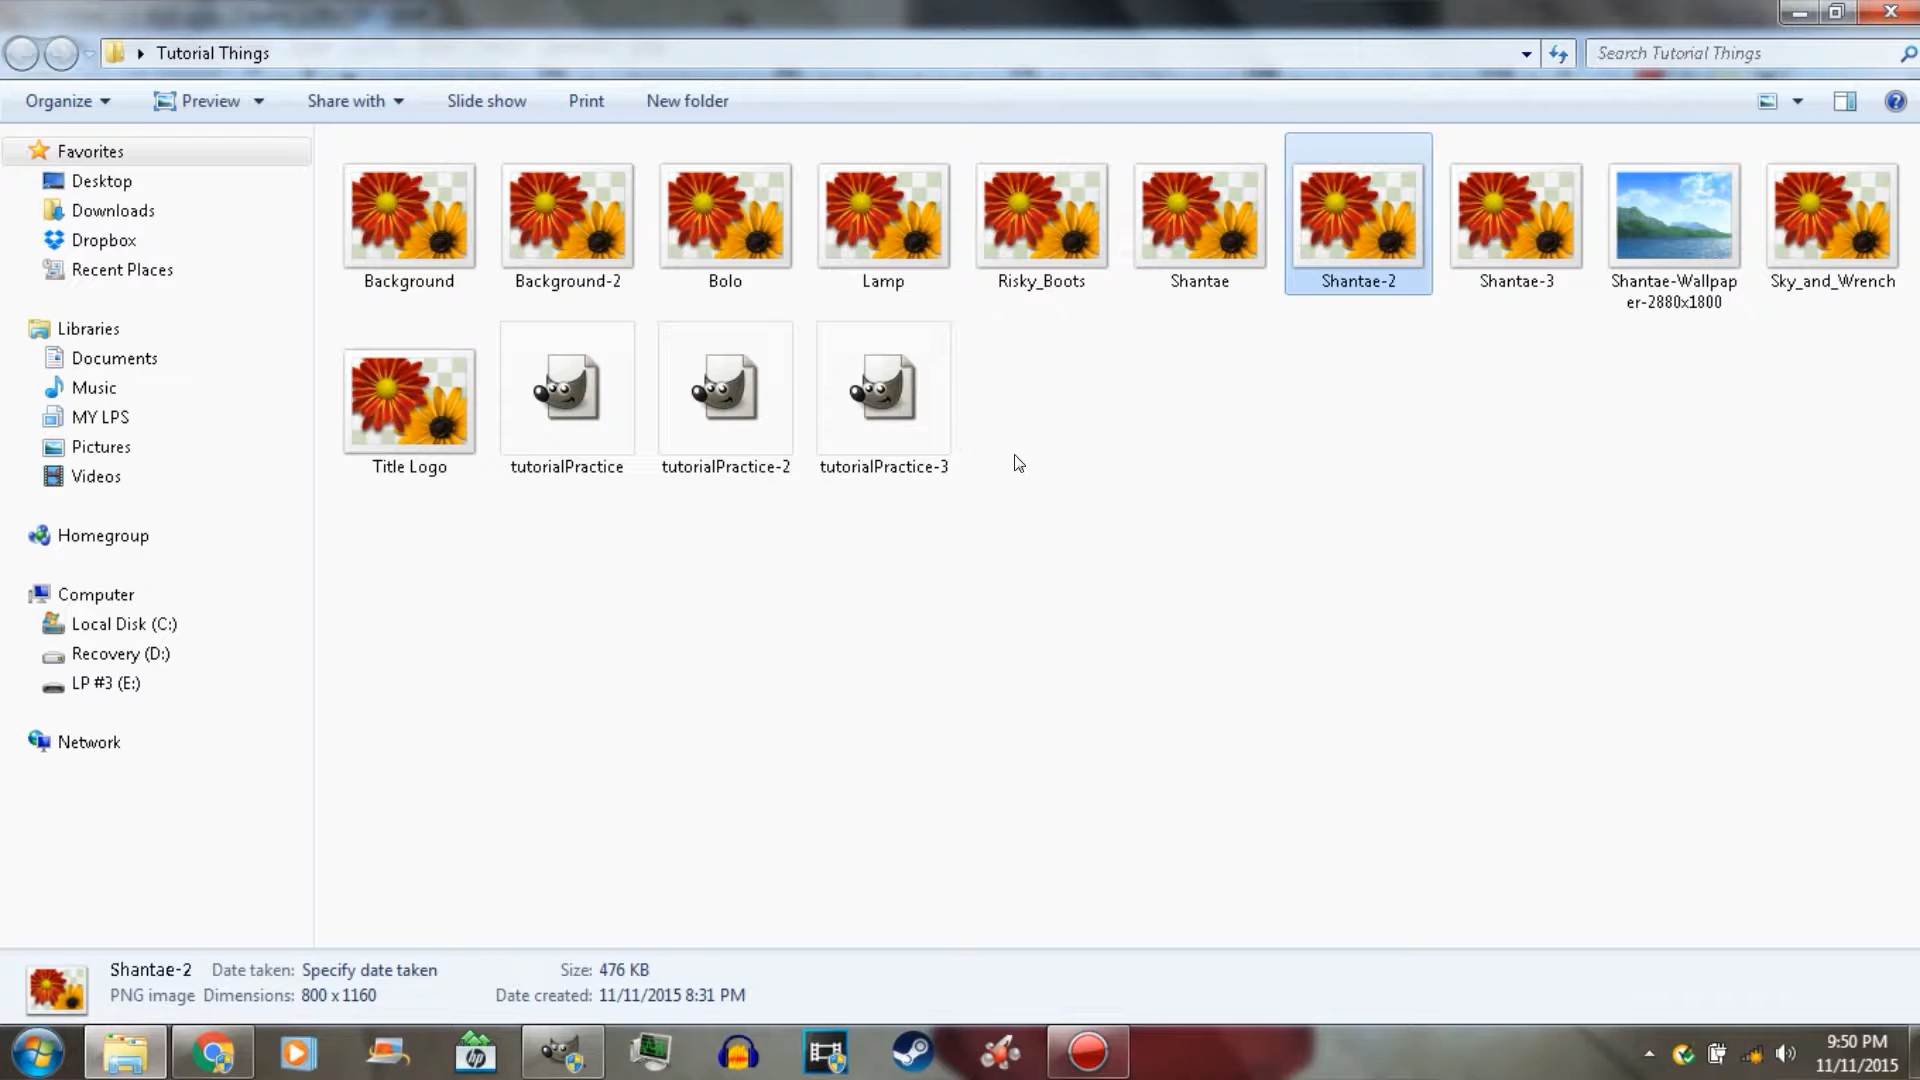 Tutorial Things
Search Tutorial Things
Organize Preview Share with Slide show Print New folder
Favorites
Desktop
Downloads
Dropbox
Recent Places
Libraries
Documents
Music
MY LPS
Pictures
Videos
Homegroup
Computer
Local Disk (C:)
Recovery (D:)
LP #3 (E:)
Network
Background Background-2 Bolo Lamp Risky_Boots Shantae Shantae-2 Shantae-3 Shantae-Wallpap Sky_and_Wrench
er-2880x1800
Title Logo tutorialPractice tutorialPractice-2 tutorialPractice-3
Shantae-2 Date taken: Specify date taken Size: 476 KB
PNG image Dimensions: 800 x 1160 Date created: 11/11/2015 8:31 PM
hp
9:50 PM
11/11/2015